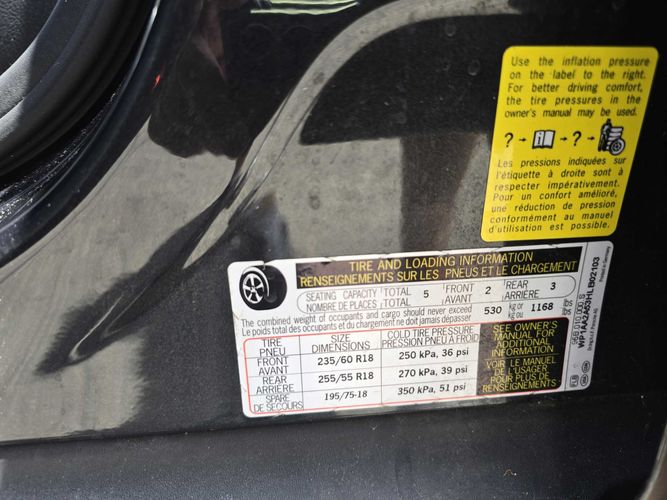 Use the inflation pressure
on the label to the right.
For better driving comfort,
the tire pressures in the
owner's manual may be used.
? → → ? →
Les pressions indiquées sur
l'étiquette à droite sont à
respecter impérativement.
Pour un confort amélioré,
une réduction de pression
conformément au manuel
d'utilisation est possible.
TIRE AND LOADING INFORMATION
RENSEIGNEMENTS SUR LES PNEUS ET LE CHARGEMENT
SEATING CAPACITY TOTAL 5 FRONT 2 REAR 3
NOMBRE DE PLACES TOTAL AVANT ARRIÈRE
The combined weight of occupants and cargo should never exceed 530 kg or 1168 lbs
Le poids total des occupants et du chargement ne doit jamais dépasser kg ou lbs
TIRE SIZE COLD TIRE PRESSURE
PNEU DIMENSIONS PRESSION PNEU À FROID
FRONT 235/60 R18 250 kPa, 36 psi
AVANT
REAR 255/55 R18 270 kPa, 39 psi
ARRIÈRE
SPARE 195/75-18 350 kPa, 51 psi
DE SECOURS
SEE OWNER'S
MANUAL FOR
ADDITIONAL
INFORMATION
VOIR LE MANUEL
DE L'USAGER
POUR PLUS DE
RENSEIGNEMENTS
WP1AA2A53HLB02103
Printed in Germany